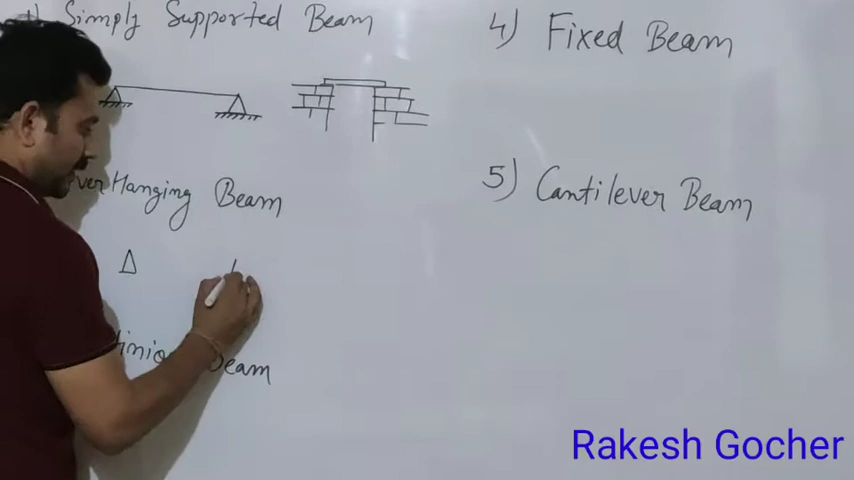 Simply Supported Beam
Hanging Beam
Beam
4) Fixed Beam
5) Cantilever Beam
Rakesh Gocher